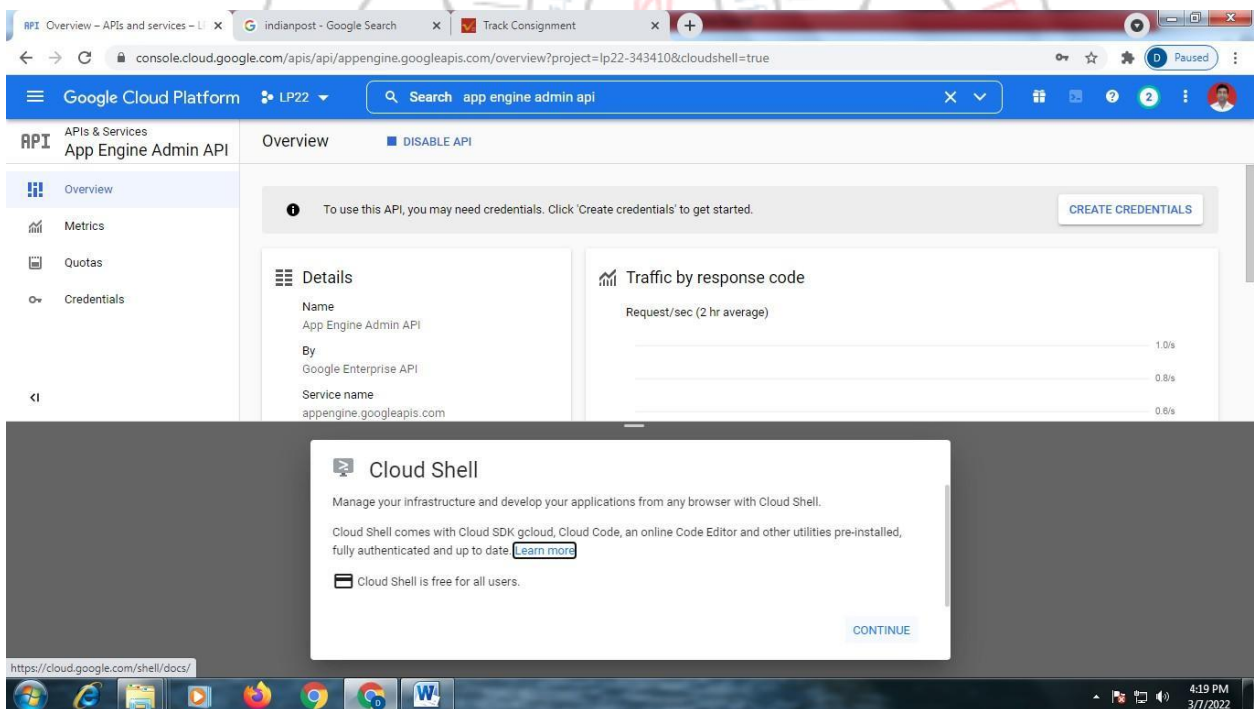 API Overview – APIs and services – L
indianpost - Google Search
Track Consignment
console.cloud.google.com/apis/api/appengine.googleapis.com/overview?project=lp22-343410&cloudshell=true
D Paused
Google Cloud Platform
LP22
Search app engine admin api
2
API
APIs & Services
App Engine Admin API
Overview
DISABLE API
Overview
Metrics
Quotas
Credentials
To use this API, you may need credentials. Click 'Create credentials' to get started.
CREATE CREDENTIALS
Details
Name
App Engine Admin API
By
Google Enterprise API
Service name
appengine.googleapis.com
Traffic by response code
Request/sec (2 hr average)
1.0/s
0.8/s
0.6/s
Cloud Shell
Manage your infrastructure and develop your applications from any browser with Cloud Shell.
Cloud Shell comes with Cloud SDK gcloud, Cloud Code, an online Code Editor and other utilities pre-installed,
fully authenticated and up to date. Learn more
Cloud Shell is free for all users.
CONTINUE
https://cloud.google.com/shell/docs/
4:19 PM
3/7/2022